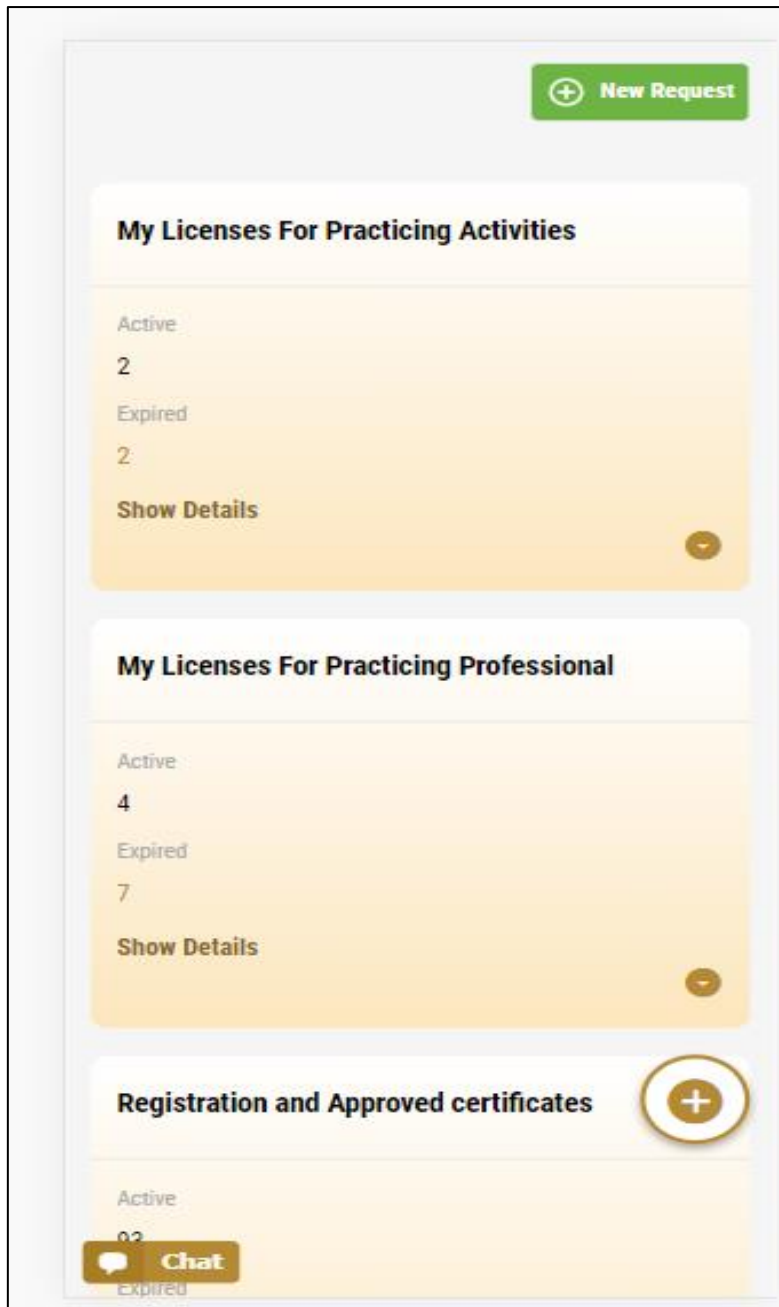 New Request
My Licenses For Practicing Activities
Active
2
Expired
2
Show Details
My Licenses For Practicing Professional
Active
4
Expired
7
Show Details
Registration and Approved certificates
Active
Chat
Expired